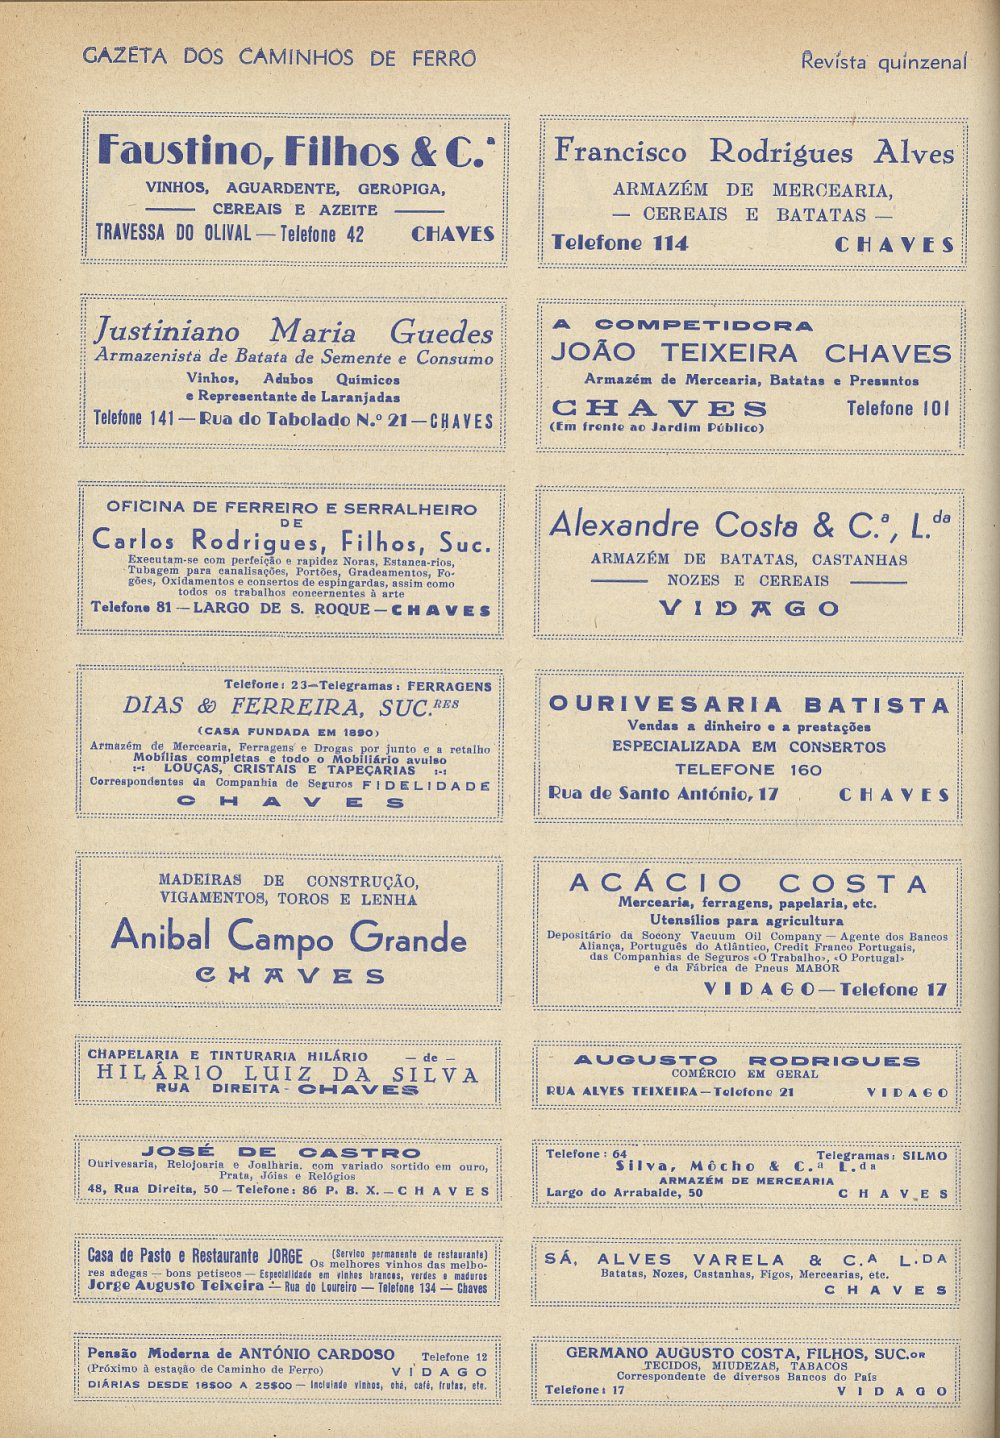 GAZETA DOS CAMINHOS DE FERRO
Revista quinzenal
Faustino, Filhos & C.ª
VINHOS, AGUARDENTE, GEROPIGA,
CEREAIS E AZEITE
TRAVESSA DO OLIVAL — Telefone 42 CHAVES
Francisco Rodrigues Alves
ARMAZÉM DE MERCEARIA,
— CEREAIS E BATATAS —
Telefone 114 CHAVES
Justiniano Maria Guedes
Armazenista de Batata de Semente e Consumo
Vinhos, Adubos Químicos
e Representante de Laranjadas
Telefone 141 — Rua do Tabolado N.º 21 — CHAVES
A COMPETIDORA
JOÃO TEIXEIRA CHAVES
Armazém de Mercearia, Batatas e Presuntos
CHAVES Telefone 101
(Em frente ao Jardim Público)
OFICINA DE FERREIRO E SERRALHEIRO
DE
Carlos Rodrigues, Filhos, Suc.
Executam-se com perfeição e rapidez Noras, Estanca-rios,
Tubagem para canalisações, Portões, Gradeamentos, Fo-
gões, Oxidamentos e consertos de espingardas, assim como
todos os trabalhos concernentes à arte
Telefone 81 — LARGO DE S. ROQUE — CHAVES
Alexandre Costa & C.ª, L.da
ARMAZÉM DE BATATAS, CASTANHAS
NOZES E CEREAIS
VIDAGO
Telefone: 23—Telegramas: FERRAGENS
DIAS & FERREIRA, SUC.RES
(CASA FUNDADA EM 1890)
Armazém de Mercearia, Ferragens e Drogas por junto e a retalho
Mobílias completas e todo o Mobiliário avulso
:-: LOUÇAS, CRISTAIS E TAPEÇARIAS :-:
Correspondentes da Companhia de Seguros FIDELIDADE
CHAVES
OURIVESARIA BATISTA
Vendas a dinheiro e a prestações
ESPECIALIZADA EM CONSERTOS
TELEFONE 160
Rua de Santo António, 17 CHAVES
MADEIRAS DE CONSTRUÇÃO,
VIGAMENTOS, TOROS E LENHA
Anibal Campo Grande
CHAVES
ACÁCIO COSTA
Mercearia, ferragens, papelaria, etc.
Utensílios para agricultura
Depositário da Socony Vacuum Oil Company — Agente dos Bancos
Aliança, Português do Atlântico, Credit Franco Portugais,
das Companhias de Seguros «O Trabalho», «O Portugal»
e da Fábrica de Pneus MABOR
VIDAGO — Telefone 17
CHAPELARIA E TINTURARIA HILÁRIO — de —
HILÁRIO LUIZ DA SILVA
RUA DIREITA - CHAVES
AUGUSTO RODRIGUES
COMÉRCIO EM GERAL
RUA ALVES TEIXEIRA — Telefone 21 VIDAGO
JOSÉ DE CASTRO
Ourivesaria, Relojoaria e Joalharia. com variado sortido em ouro,
Prata, Jóias e Relógios
48, Rua Direita, 50 — Telefone: 86 P. B. X. — CHAVES
Telefone: 64 Telegramas: SILMO
Silva, Môcho & C.ª L.da
ARMAZÉM DE MERCEARIA
Largo do Arrabalde, 50 CHAVES
Casa de Pasto e Restaurante JORGE (Serviço permanente de restaurante)
Os melhores vinhos das melho-
res adegas — bons petiscos — Especialidade em vinhos brancos, verdes e maduros
Jorge Augusto Teixeira — Rua do Loureiro — Telefone 134 — Chaves
SÁ, ALVES VARELA & C.A L.DA
Batatas, Nozes, Castanhas, Figos, Mercearias, etc.
CHAVES
Pensão Moderna de ANTÓNIO CARDOSO Telefone 12
(Próximo à estação de Caminho de Ferro) VIDAGO
DIÁRIAS DESDE 18$00 A 25$00 — Incluindo vinhos, chá, café, frutas, etc.
GERMANO AUGUSTO COSTA, FILHOS, SUC.OR
TECIDOS, MIUDEZAS, TABACOS
Correspondente de diversos Bancos do País
Telefone: 17 VIDAGO